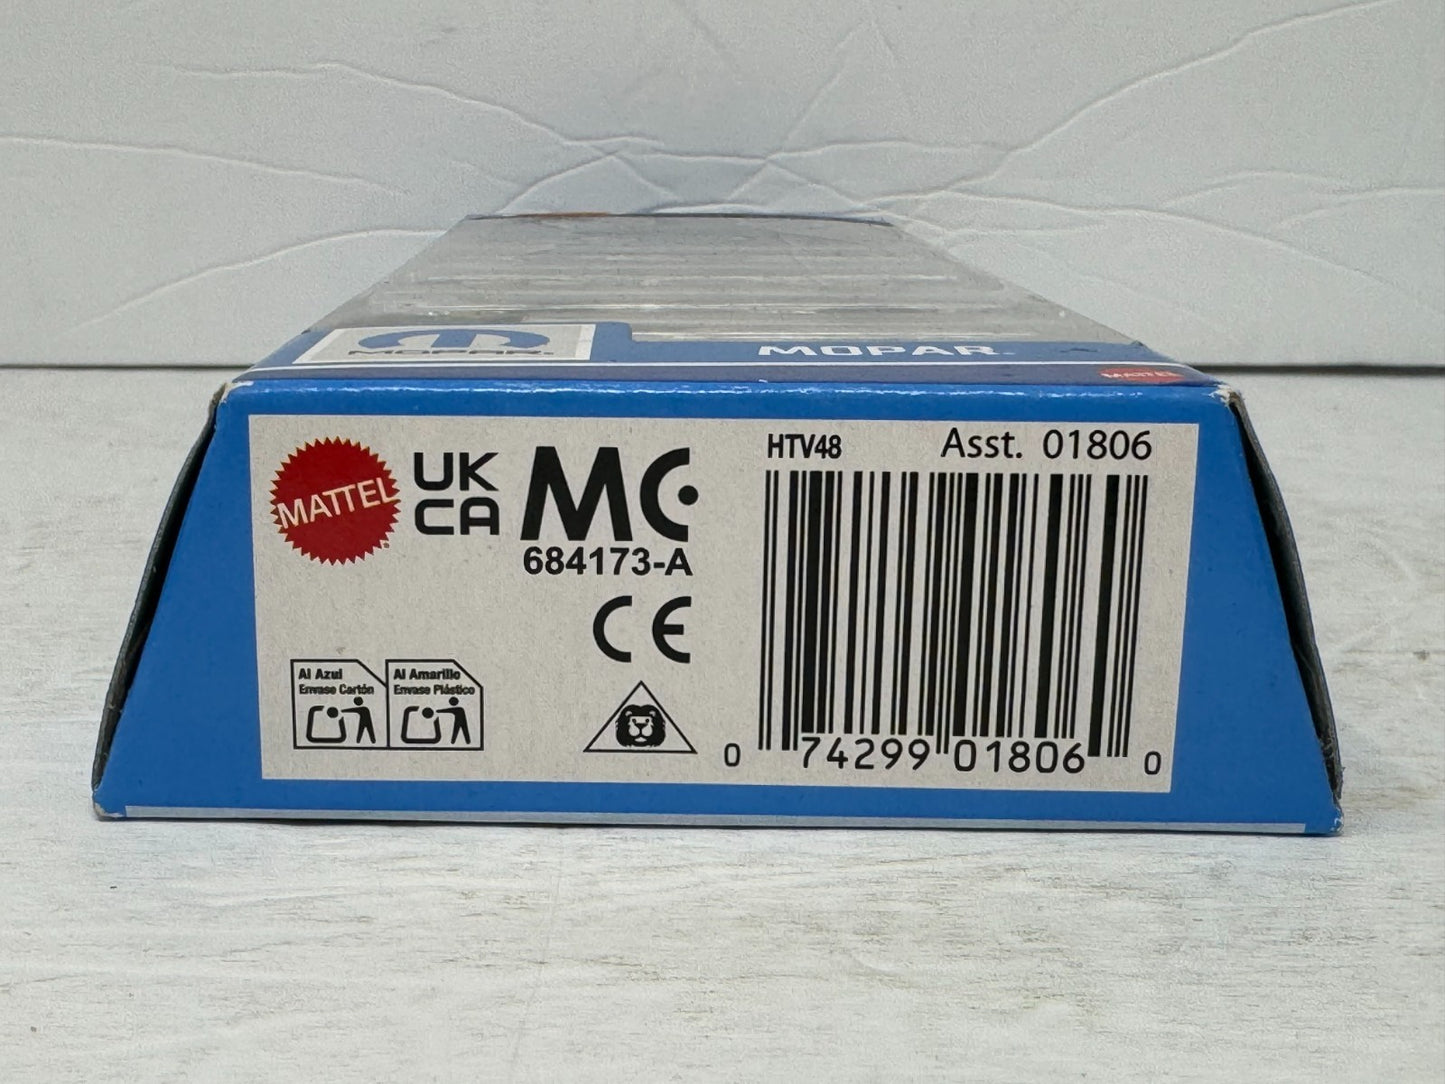 MOPAR®
MOPAR®
MATTEL
MATTEL®
UK
CA
MC
684173-A
CE
Al Azul
Envase Cartón
Al Amarillo
Envase Plástico
HTV48
Asst. 01806
0 74299 01806 0